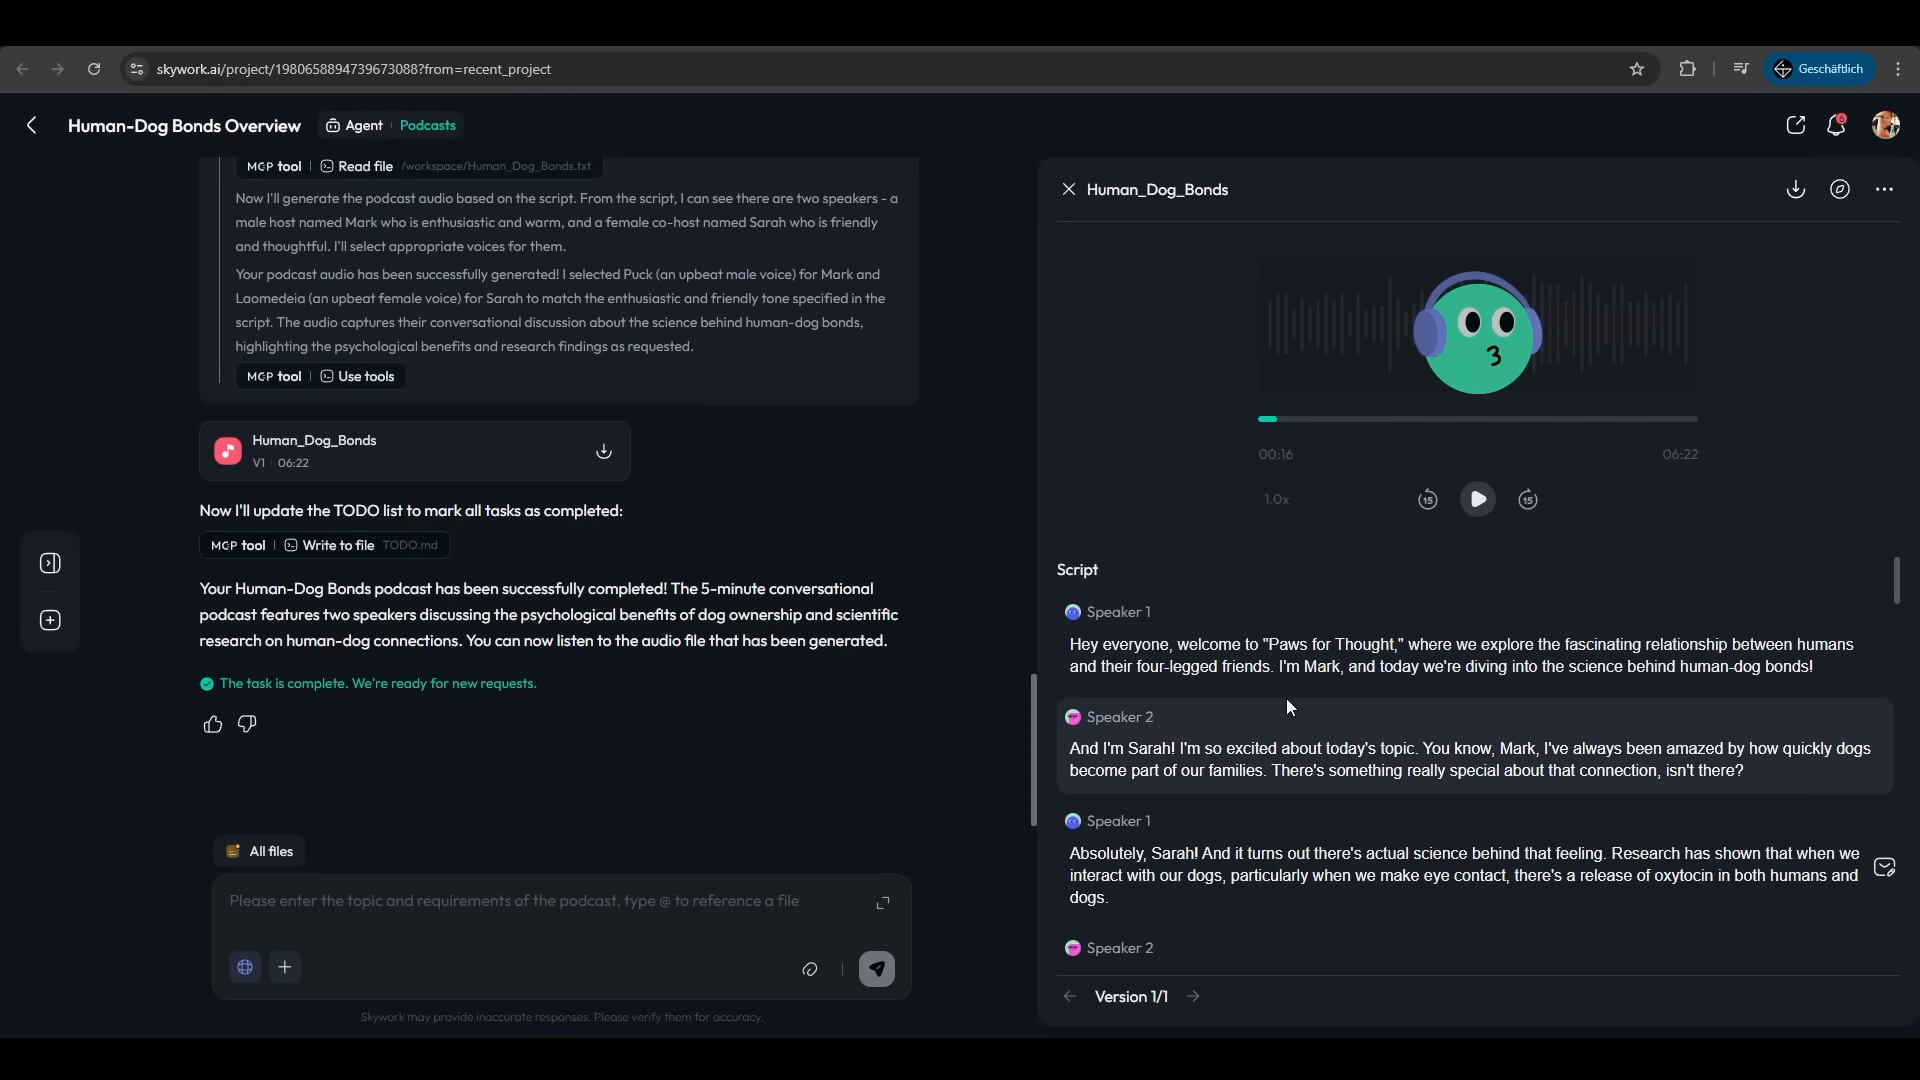 skywork.ai/project/1980658894739673088?from=recent_project
Geschäftlich
Human-Dog Bonds Overview
Agent
Podcasts
6
MCP tool
Read file /workspace/Human_Dog_Bonds.txt
Now I'll generate the podcast audio based on the script. From the script, I can see there are two speakers - a
male host named Mark who is enthusiastic and warm, and a female co-host named Sarah who is friendly
and thoughtful. I'll select appropriate voices for them.
Your podcast audio has been successfully generated! I selected Puck (an upbeat male voice) for Mark and
Laomedeia (an upbeat female voice) for Sarah to match the enthusiastic and friendly tone specified in the
script. The audio captures their conversational discussion about the science behind human-dog bonds,
highlighting the psychological benefits and research findings as requested.
MCP tool
Use tools
Human_Dog_Bonds
V1 | 06:22
Now I'll update the TODO list to mark all tasks as completed:
MCP tool
Write to file TODO.md
Your Human-Dog Bonds podcast has been successfully completed! The 5-minute conversational
podcast features two speakers discussing the psychological benefits of dog ownership and scientific
research on human-dog connections. You can now listen to the audio file that has been generated.
The task is complete. We're ready for new requests.
All files
Please enter the topic and requirements of the podcast, type @ to reference a file
Skywork may provide inaccurate responses. Please verify them for accuracy.
Human_Dog_Bonds
00:16
06:22
1.0x
15
15
Script
Speaker 1
Hey everyone, welcome to "Paws for Thought," where we explore the fascinating relationship between humans
and their four-legged friends. I'm Mark, and today we're diving into the science behind human-dog bonds!
Speaker 2
And I'm Sarah! I'm so excited about today's topic. You know, Mark, I've always been amazed by how quickly dogs
become part of our families. There's something really special about that connection, isn't there?
Speaker 1
Absolutely, Sarah! And it turns out there's actual science behind that feeling. Research has shown that when we
interact with our dogs, particularly when we make eye contact, there's a release of oxytocin in both humans and
dogs.
Speaker 2
Version 1/1